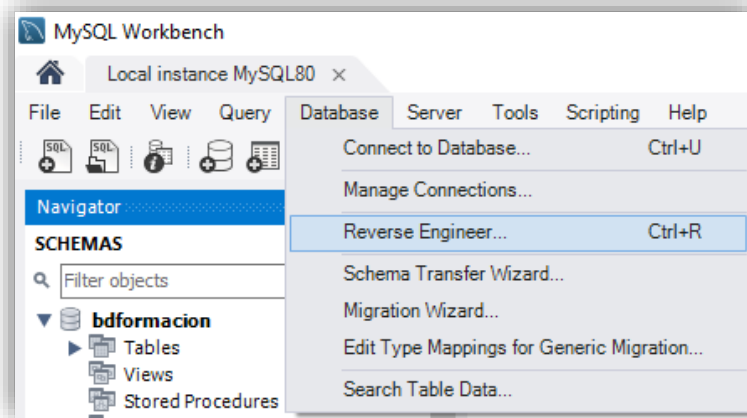 MySQL Workbench
Local instance MySQL80 ×
File Edit View Query Database Server Tools Scripting Help
SQL SQL
Connect to Database... Ctrl+U
Manage Connections...
Navigator
Reverse Engineer... Ctrl+R
SCHEMAS
Filter objects
Schema Transfer Wizard...
bdformacion
Migration Wizard...
Tables
Edit Type Mappings for Generic Migration...
Views
Search Table Data...
Stored Procedures